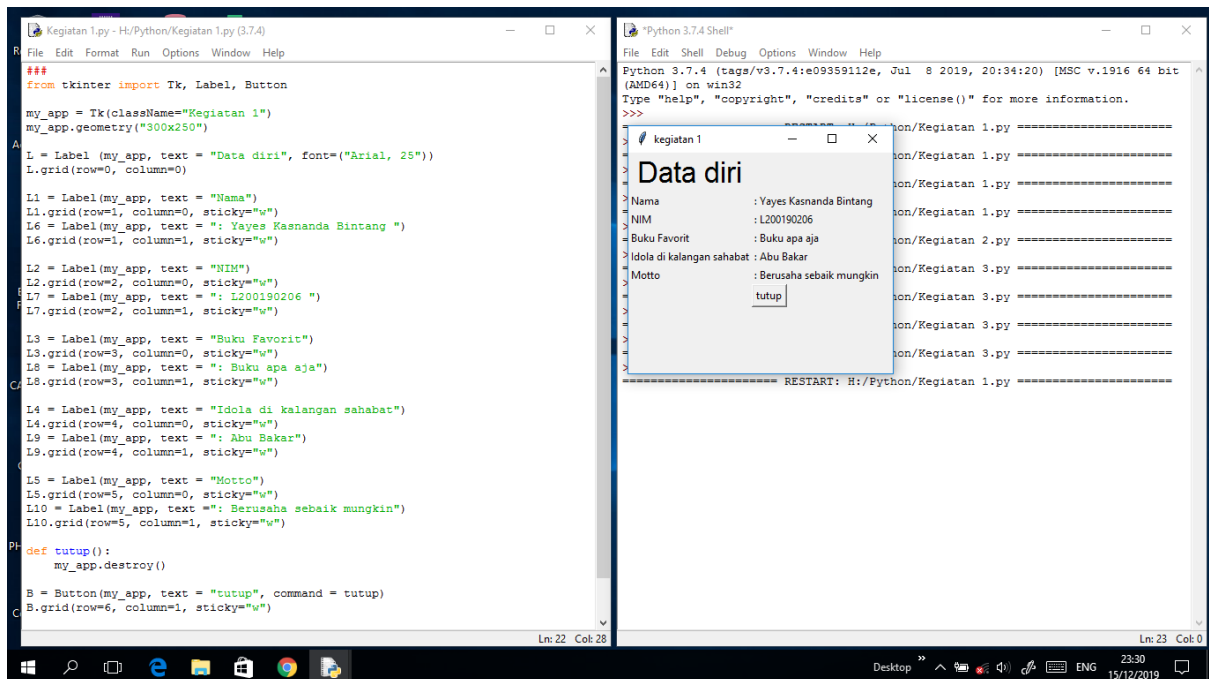 Kegiatan 1.py - H:/Python/Kegiatan 1.py (3.7.4)
File Edit Format Run Options Window Help
###
from tkinter import Tk, Label, Button
my_app = Tk(className="Kegiatan 1")
my_app.geometry("300x250")
L = Label (my_app, text = "Data diri", font=("Arial, 25"))
L.grid(row=0, column=0)
L1 = Label(my_app, text = "Nama")
L1.grid(row=1, column=0, sticky="w")
L6 = Label(my_app, text = ": Yayes Kasnanda Bintang ")
L6.grid(row=1, column=1, sticky="w")
L2 = Label(my_app, text = "NIM")
L2.grid(row=2, column=0, sticky="w")
L7 = Label(my_app, text = ": L200190206 ")
L7.grid(row=2, column=1, sticky="w")
L3 = Label(my_app, text = "Buku Favorit")
L3.grid(row=3, column=0, sticky="w")
L8 = Label(my_app, text = ": Buku apa aja")
L8.grid(row=3, column=1, sticky="w")
L4 = Label(my_app, text = "Idola di kalangan sahabat")
L4.grid(row=4, column=0, sticky="w")
L9 = Label(my_app, text = ": Abu Bakar")
L9.grid(row=4, column=1, sticky="w")
L5 = Label(my_app, text = "Motto")
L5.grid(row=5, column=0, sticky="w")
L10 = Label(my_app, text =": Berusaha sebaik mungkin")
L10.grid(row=5, column=1, sticky="w")
def tutup():
    my_app.destroy()
B = Button(my_app, text = "tutup", command = tutup)
B.grid(row=6, column=1, sticky="w")
Ln: 22 Col: 28
*Python 3.7.4 Shell*
File Edit Shell Debug Options Window Help
Python 3.7.4 (tags/v3.7.4:e09359112e, Jul  8 2019, 20:34:20) [MSC v.1916 64 bit
(AMD64)] on win32
Type "help", "copyright", "credits" or "license()" for more information.
>>>
hon/Kegiatan 1.py ======================
hon/Kegiatan 1.py ======================
hon/Kegiatan 1.py ======================
hon/Kegiatan 1.py ======================
hon/Kegiatan 2.py ======================
hon/Kegiatan 3.py ======================
hon/Kegiatan 3.py ======================
hon/Kegiatan 3.py ======================
hon/Kegiatan 3.py ======================
====================== RESTART: H:/Python/Kegiatan 1.py ======================
kegiatan 1
Data diri
Nama : Yayes Kasnanda Bintang
NIM : L200190206
Buku Favorit : Buku apa aja
Idola di kalangan sahabat : Abu Bakar
Motto : Berusaha sebaik mungkin
tutup
Ln: 23 Col: 0
Desktop ENG 23:30
15/12/2019